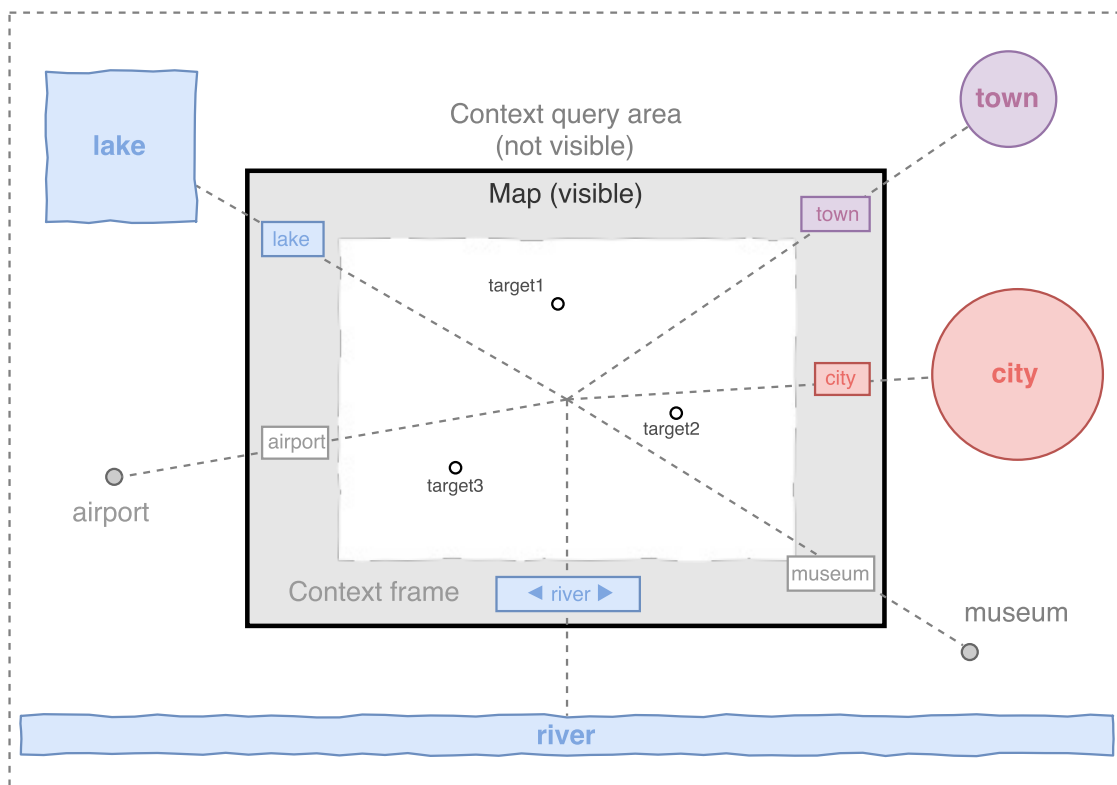 town
lake
Context query area
(not visible)
Map (visible)
town
lake
target1
city
city
target2
airport
target3
airport
museum
Context frame
◀ river ▶
museum
river